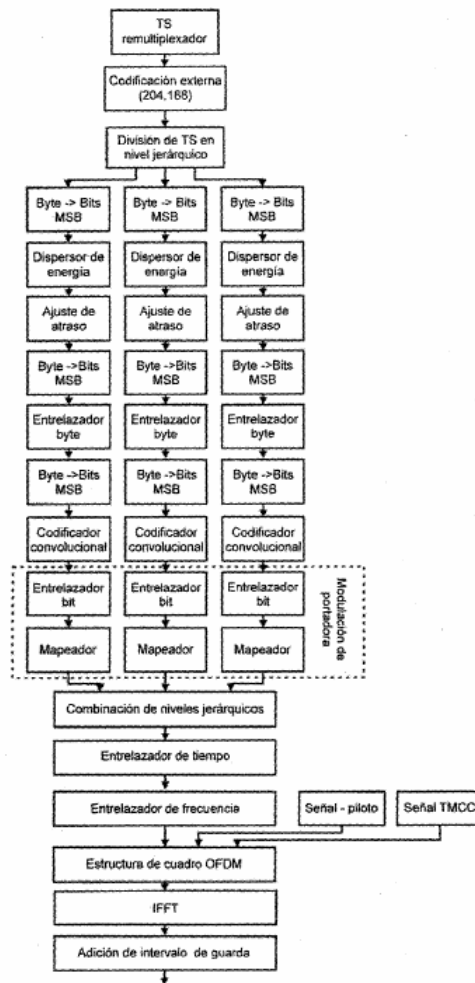 TS
remultiplexador
Codificación externa
(204,188)
División de TS en
nivel jerárquico
Byte -> Bits
MSB
Byte -> Bits
MSB
Byte -> Bits
MSB
Dispersor de
energía
Dispersor de
energía
Dispersor de
energía
Ajuste de
atraso
Ajuste de
atraso
Ajuste de
atraso
Byte ->Bits
MSB
Byte ->Bits
MSB
Byte ->Bits
MSB
Entrelazador
byte
Entrelazador
byte
Entrelazador
byte
Byte ->Bits
MSB
Byte ->Bits
MSB
Byte ->Bits
MSB
Codificador
convolucional
Codificador
convolucional
Codificador
convolucional
Entrelazador
bit
Entrelazador
bit
Entrelazador
bit
Mapeador
Mapeador
Mapeador
Modulación de
portadora
Combinación de niveles jerárquicos
Entrelazador de tiempo
Entrelazador de frecuencia
Señal - piloto
Señal TMCC
Estructura de cuadro OFDM
IFFT
Adición de intervalo de guarda